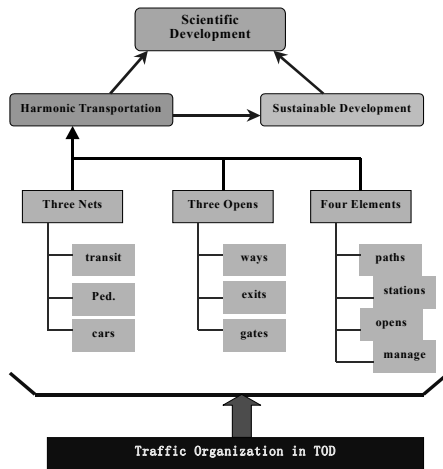 Scientific
Development
Harmonic Transportation
Sustainable Development
Three Nets
Three Opens
Four Elements
transit
ways
paths
Ped.
exits
stations
cars
gates
opens
manage
Traffic Organization in TOD